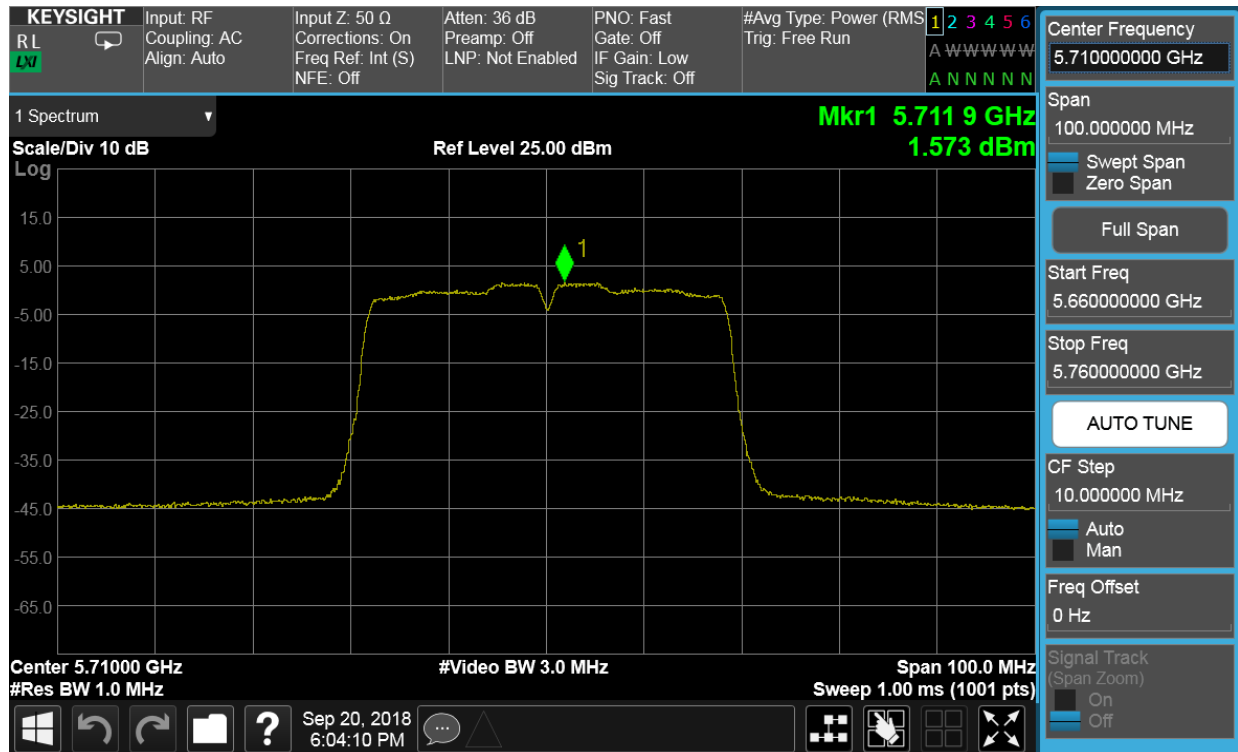 KEYSIGHT
RL
LXI
Input: RF
Coupling: AC
Align: Auto
Input Z: 50 Ω
Corrections: On
Freq Ref: Int (S)
NFE: Off
Atten: 36 dB
Preamp: Off
LNP: Not Enabled
PNO: Fast
Gate: Off
IF Gain: Low
Sig Track: Off
#Avg Type: Power (RMS
Trig: Free Run
1 2 3 4 5 6
A W W W W W
A N N N N N
1 Spectrum
Scale/Div 10 dB
Ref Level 25.00 dBm
Mkr1 5.711 9 GHz
1.573 dBm
Log
15.0
5.00
-5.00
-15.0
-25.0
-35.0
-45.0
-55.0
-65.0
1
Center 5.71000 GHz
#Video BW 3.0 MHz
Span 100.0 MHz
#Res BW 1.0 MHz
Sweep 1.00 ms (1001 pts)
?
Sep 20, 2018
6:04:10 PM
Center Frequency
5.710000000 GHz
Span
100.000000 MHz
Swept Span
Zero Span
Full Span
Start Freq
5.660000000 GHz
Stop Freq
5.760000000 GHz
AUTO TUNE
CF Step
10.000000 MHz
Auto
Man
Freq Offset
0 Hz
Signal Track
(Span Zoom)
On
Off